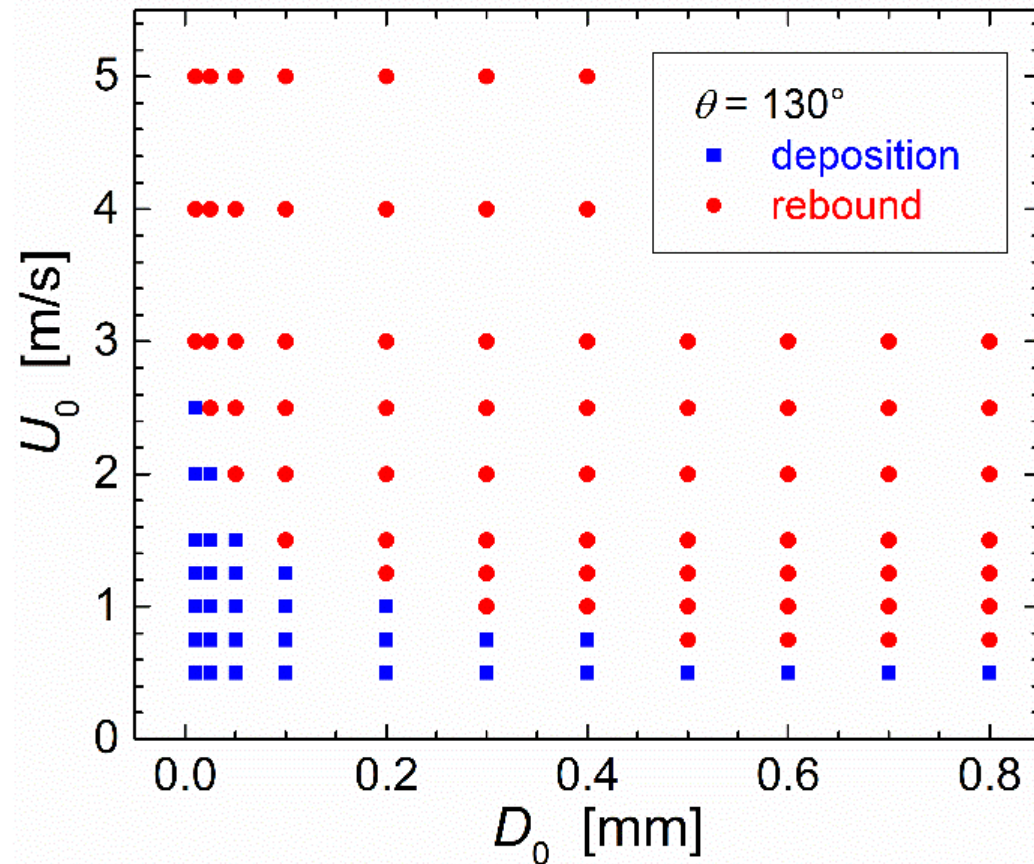 θ = 130°
deposition
rebound
U₀ [m/s]
5
4
3
2
1
0
0.0 0.2 0.4 0.6 0.8
D₀ [mm]